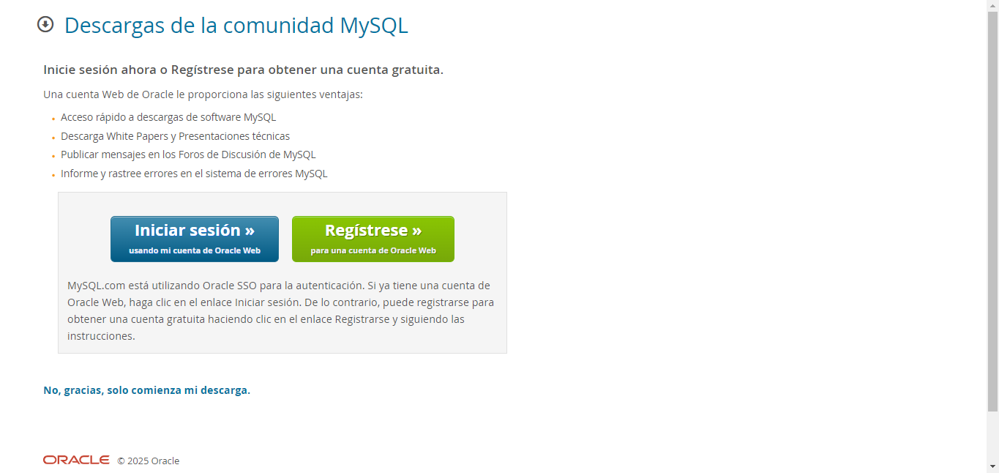 Descargas de la comunidad MySQL
Inicie sesión ahora o Regístrese para obtener una cuenta gratuita.
Una cuenta Web de Oracle le proporciona las siguientes ventajas:
Acceso rápido a descargas de software MySQL
Descarga White Papers y Presentaciones técnicas
Publicar mensajes en los Foros de Discusión de MySQL
Informe y rastree errores en el sistema de errores MySQL
Iniciar sesión »
usando mi cuenta de Oracle Web
Regístrese »
para una cuenta de Oracle Web
MySQL.com está utilizando Oracle SSO para la autenticación. Si ya tiene una cuenta de
Oracle Web, haga clic en el enlace Iniciar sesión. De lo contrario, puede registrarse para
obtener una cuenta gratuita haciendo clic en el enlace Registrarse y siguiendo las
instrucciones.
No, gracias, solo comienza mi descarga.
ORACLE © 2025 Oracle